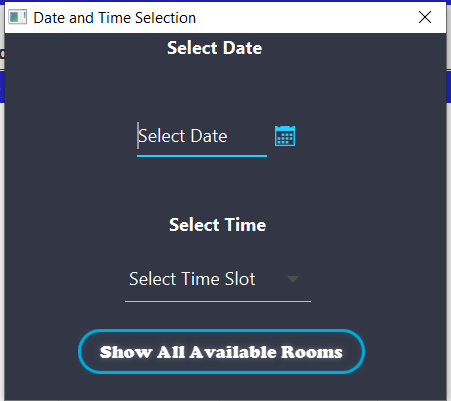 Date and Time Selection
Select Date
Select Date
Select Time
Select Time Slot
Show All Available Rooms